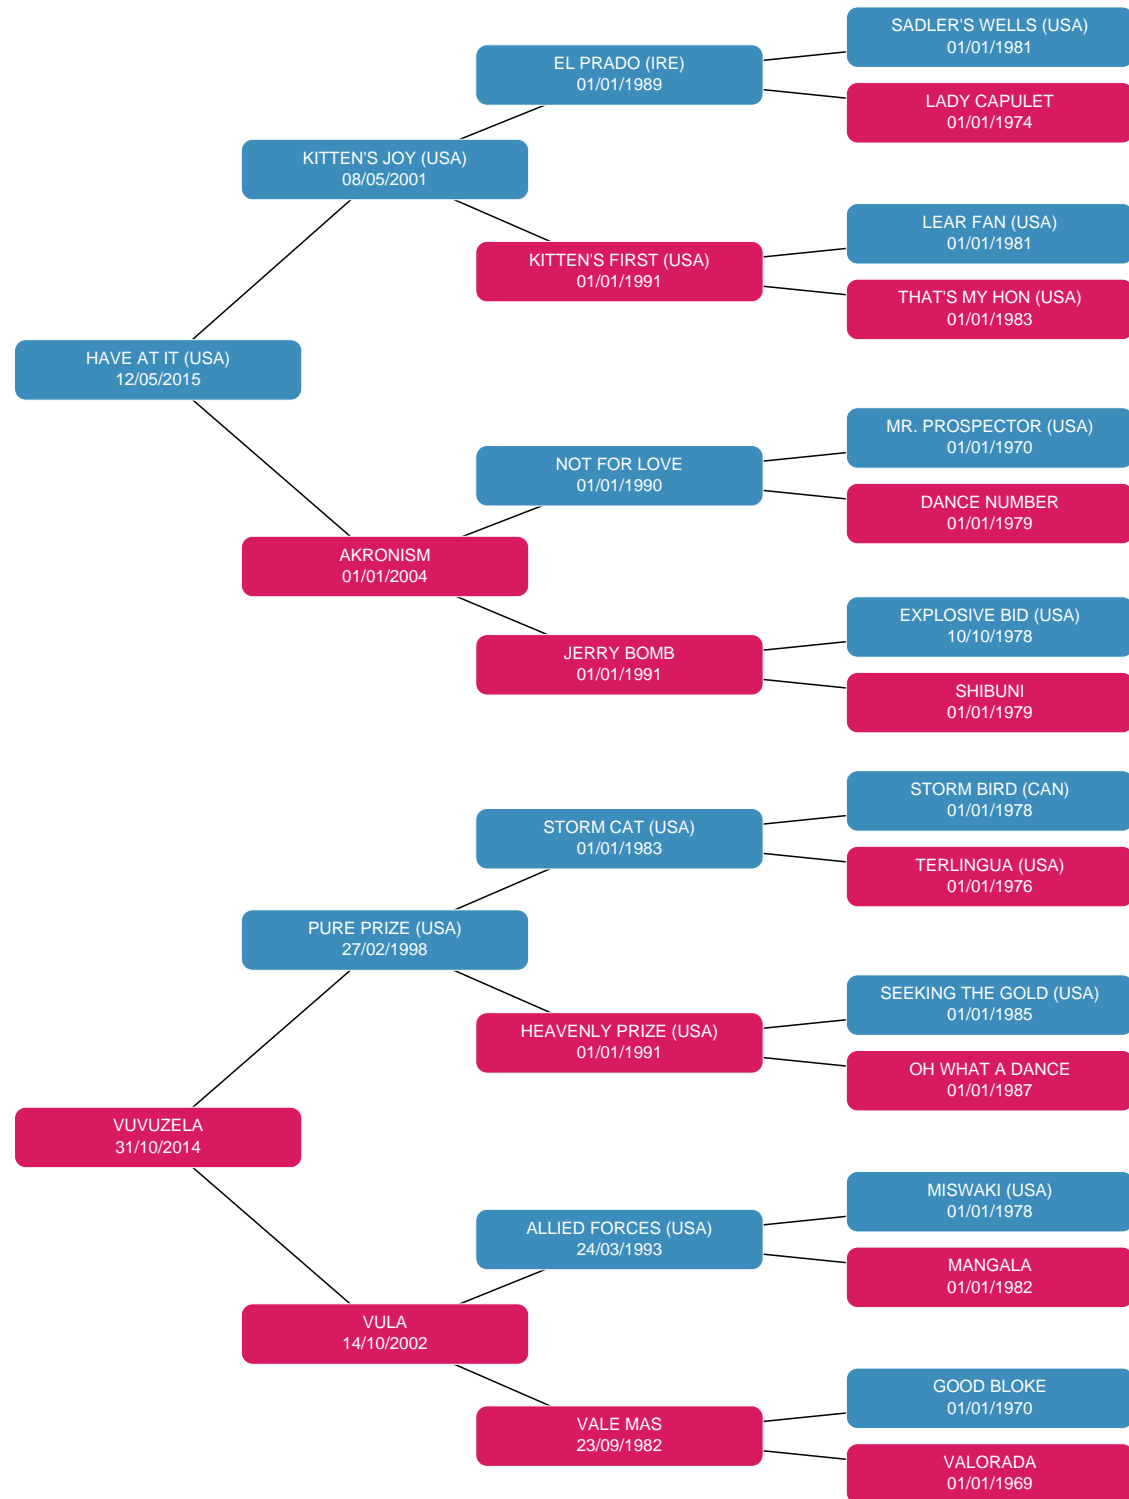 SADLER'S WELLS (USA)
01/01/1981
EL PRADO (IRE)
01/01/1989
LADY CAPULET
01/01/1974
KITTEN'S JOY (USA)
08/05/2001
LEAR FAN (USA)
01/01/1981
KITTEN'S FIRST (USA)
01/01/1991
THAT'S MY HON (USA)
01/01/1983
HAVE AT IT (USA)
12/05/2015
MR. PROSPECTOR (USA)
01/01/1970
NOT FOR LOVE
01/01/1990
DANCE NUMBER
01/01/1979
AKRONISM
01/01/2004
EXPLOSIVE BID (USA)
10/10/1978
JERRY BOMB
01/01/1991
SHIBUNI
01/01/1979
STORM BIRD (CAN)
01/01/1978
STORM CAT (USA)
01/01/1983
TERLINGUA (USA)
01/01/1976
PURE PRIZE (USA)
27/02/1998
SEEKING THE GOLD (USA)
01/01/1985
HEAVENLY PRIZE (USA)
01/01/1991
OH WHAT A DANCE
01/01/1987
VUVUZELA
31/10/2014
MISWAKI (USA)
01/01/1978
ALLIED FORCES (USA)
24/03/1993
MANGALA
01/01/1982
VULA
14/10/2002
GOOD BLOKE
01/01/1970
VALE MAS
23/09/1982
VALORADA
01/01/1969